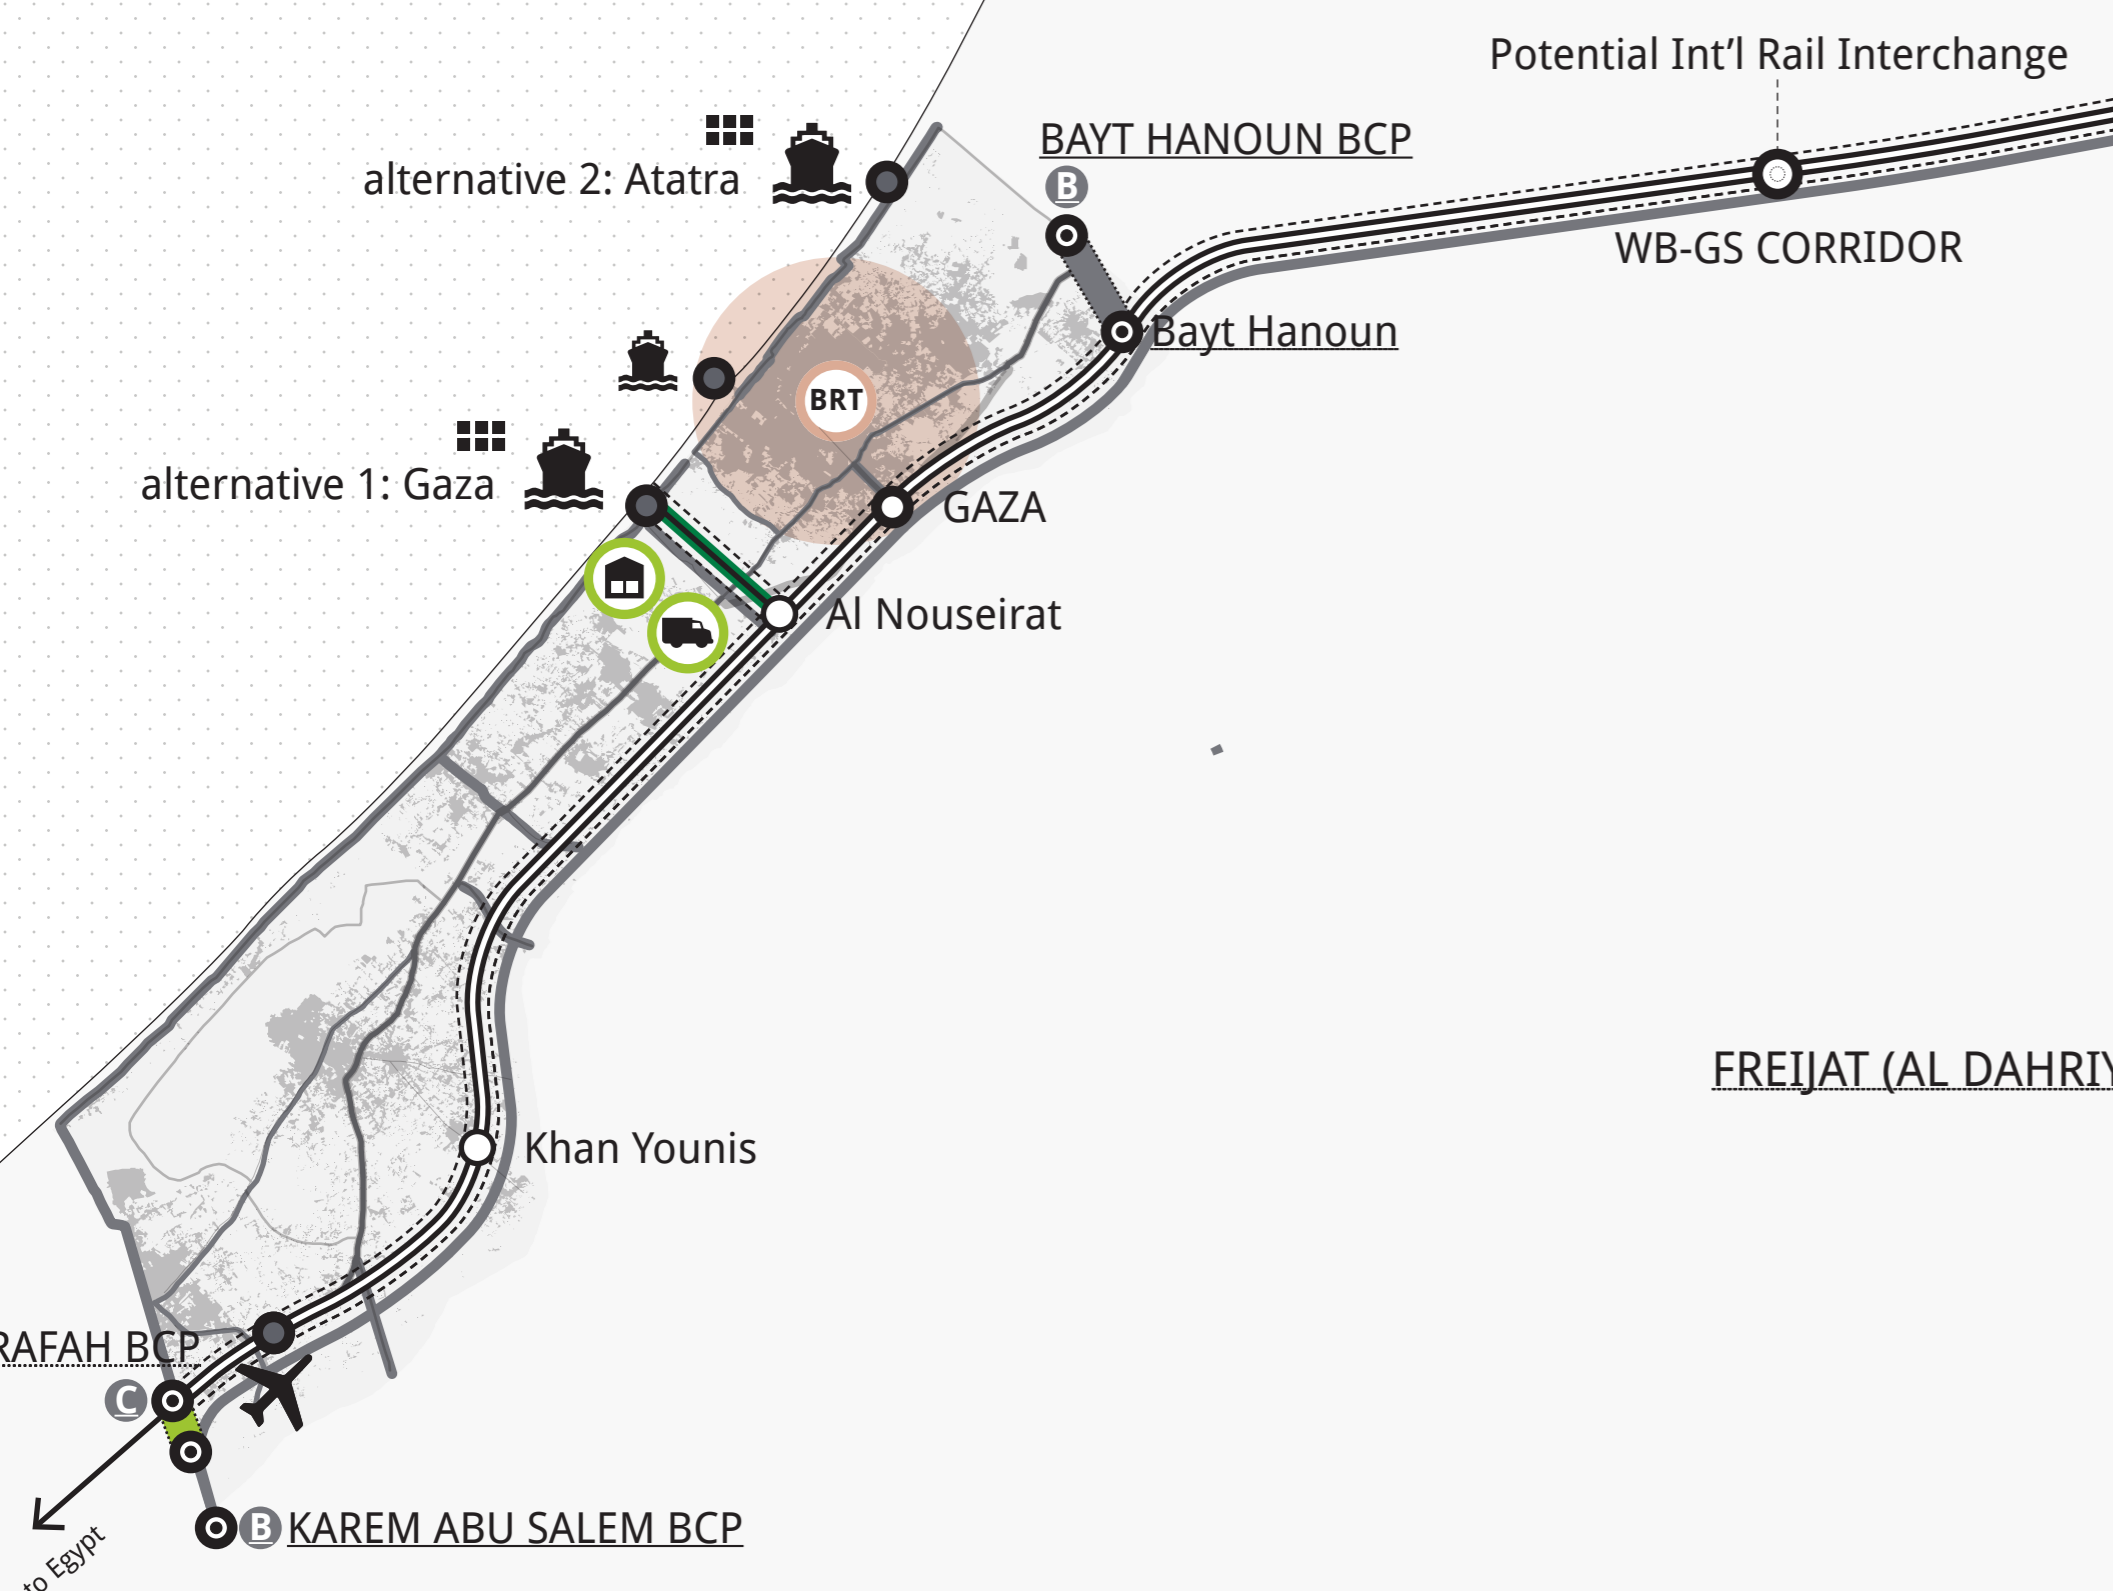 Potential Int’l Rail Interchange
BAYT HANOUN BCP
B
alternative 2: Atatra
WB-GS CORRIDOR
Bayt Hanoun
BRT
alternative 1: Gaza
GAZA
Al Nouseirat
FREIJAT (AL DAHRIY
Khan Younis
RAFAH BCP
C
B
KAREM ABU SALEM BCP
to Egypt